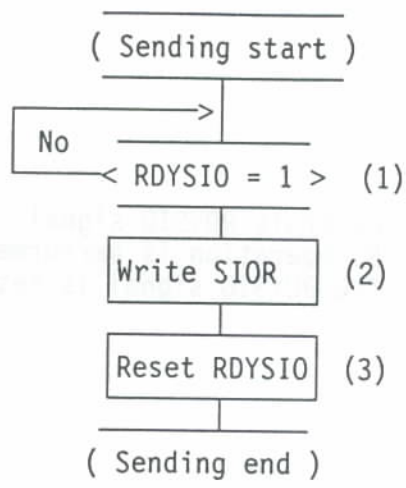 ( Sending start )
>
No
< RDYSIO = 1 > (1)
Write SIOR (2)
Reset RDYSIO (3)
( Sending end )